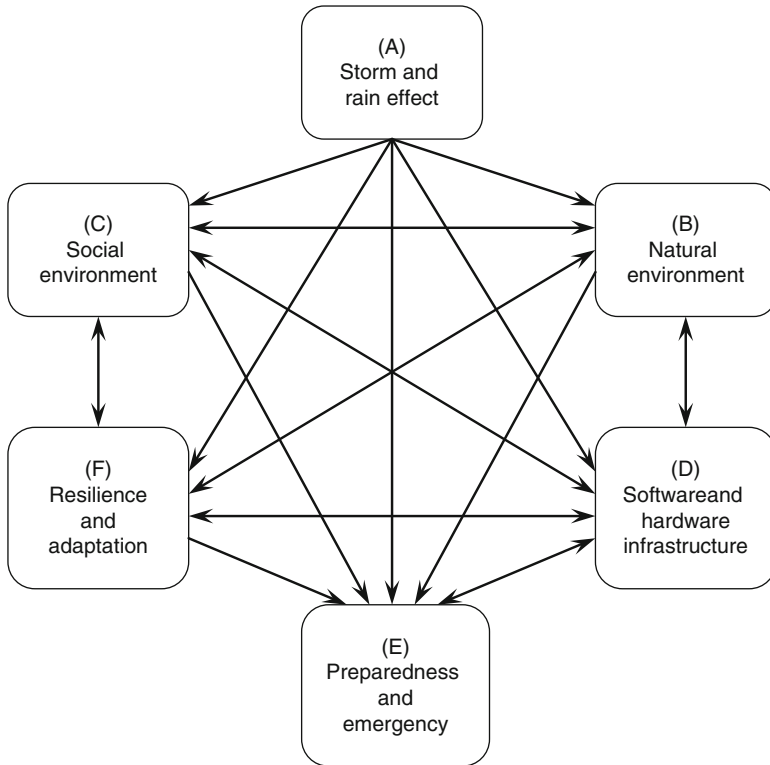 (A)
Storm and
rain effect
(C)
Social
environment
(B)
Natural
environment
(F)
Resilience
and
adaptation
(D)
Softwareand
hardware
infrastructure
(E)
Preparedness
and
emergency